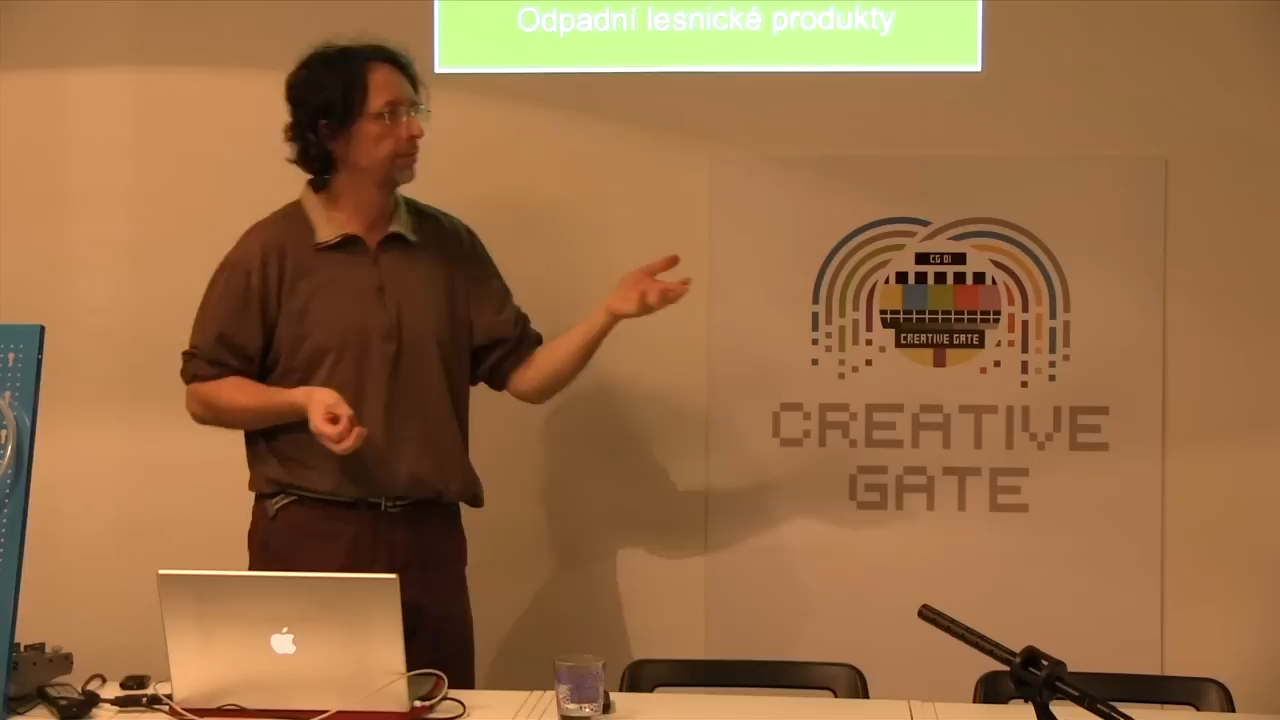 Odpadní lesnické produkty
CG 01
CREATIVE GATE
CREATIVE
GATE